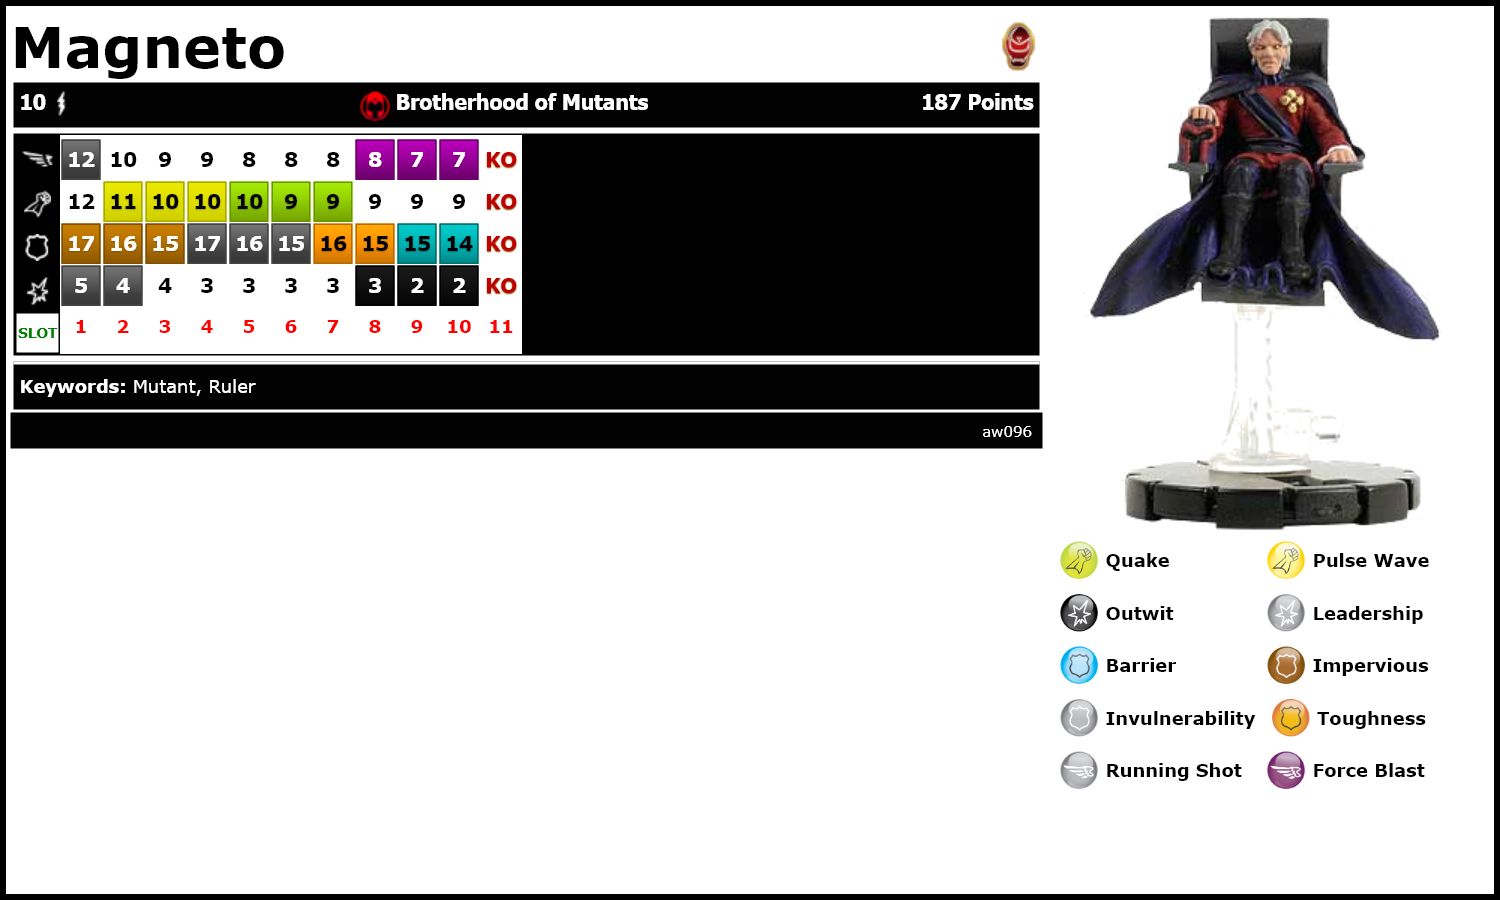 Magneto
10 Brotherhood of Mutants 187 Points
12 10 9 9 8 8 8 8 7 7 KO
12 11 10 10 10 9 9 9 9 9 KO
17 16 15 17 16 15 16 15 15 14 KO
5 4 4 3 3 3 3 3 2 2 KO
SLOT 1 2 3 4 5 6 7 8 9 10 11
Keywords: Mutant, Ruler
aw096
Quake Pulse Wave
Outwit Leadership
Barrier Impervious
Invulnerability Toughness
Running Shot Force Blast